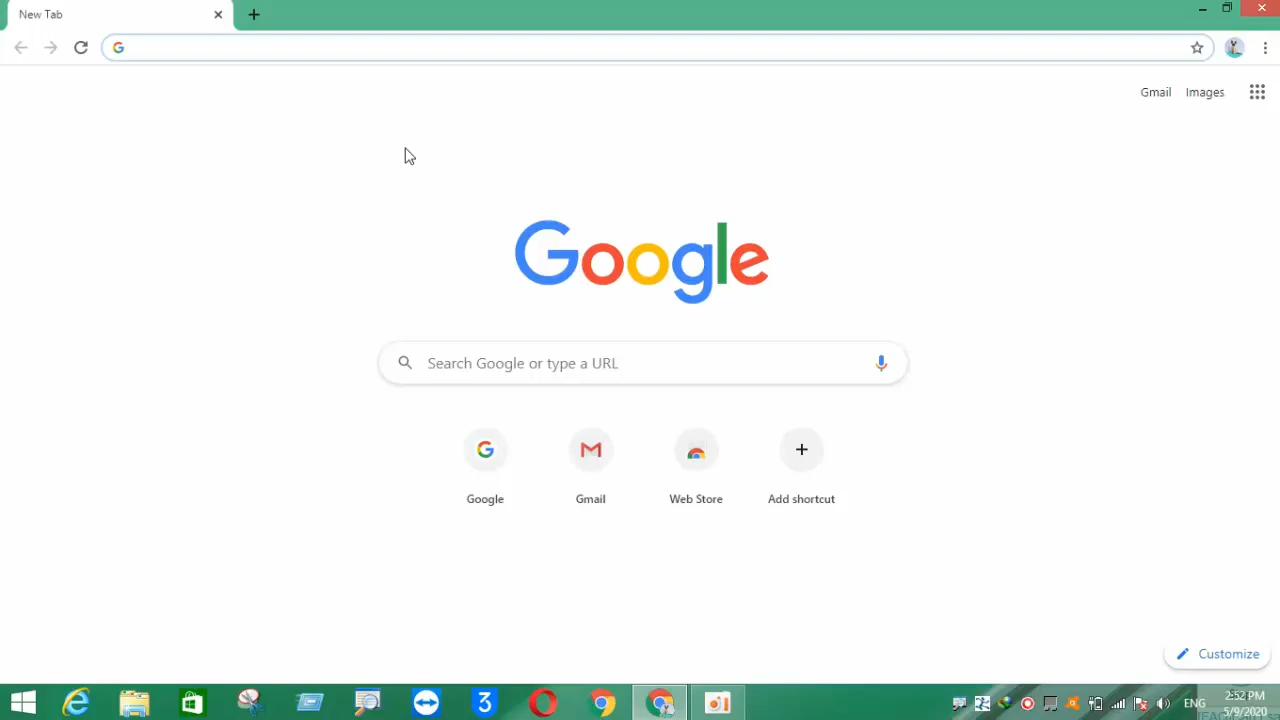 New Tab
Gmail Images
Google
Search Google or type a URL
Google Gmail Web Store Add shortcut
Customize
3
ENG
2:52 PM
5/9/2020